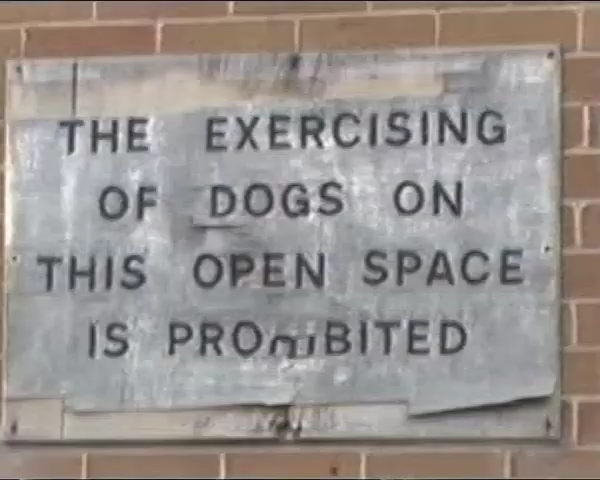 THE EXERCISING
OF DOGS ON
THIS OPEN SPACE
IS PROHIBITED